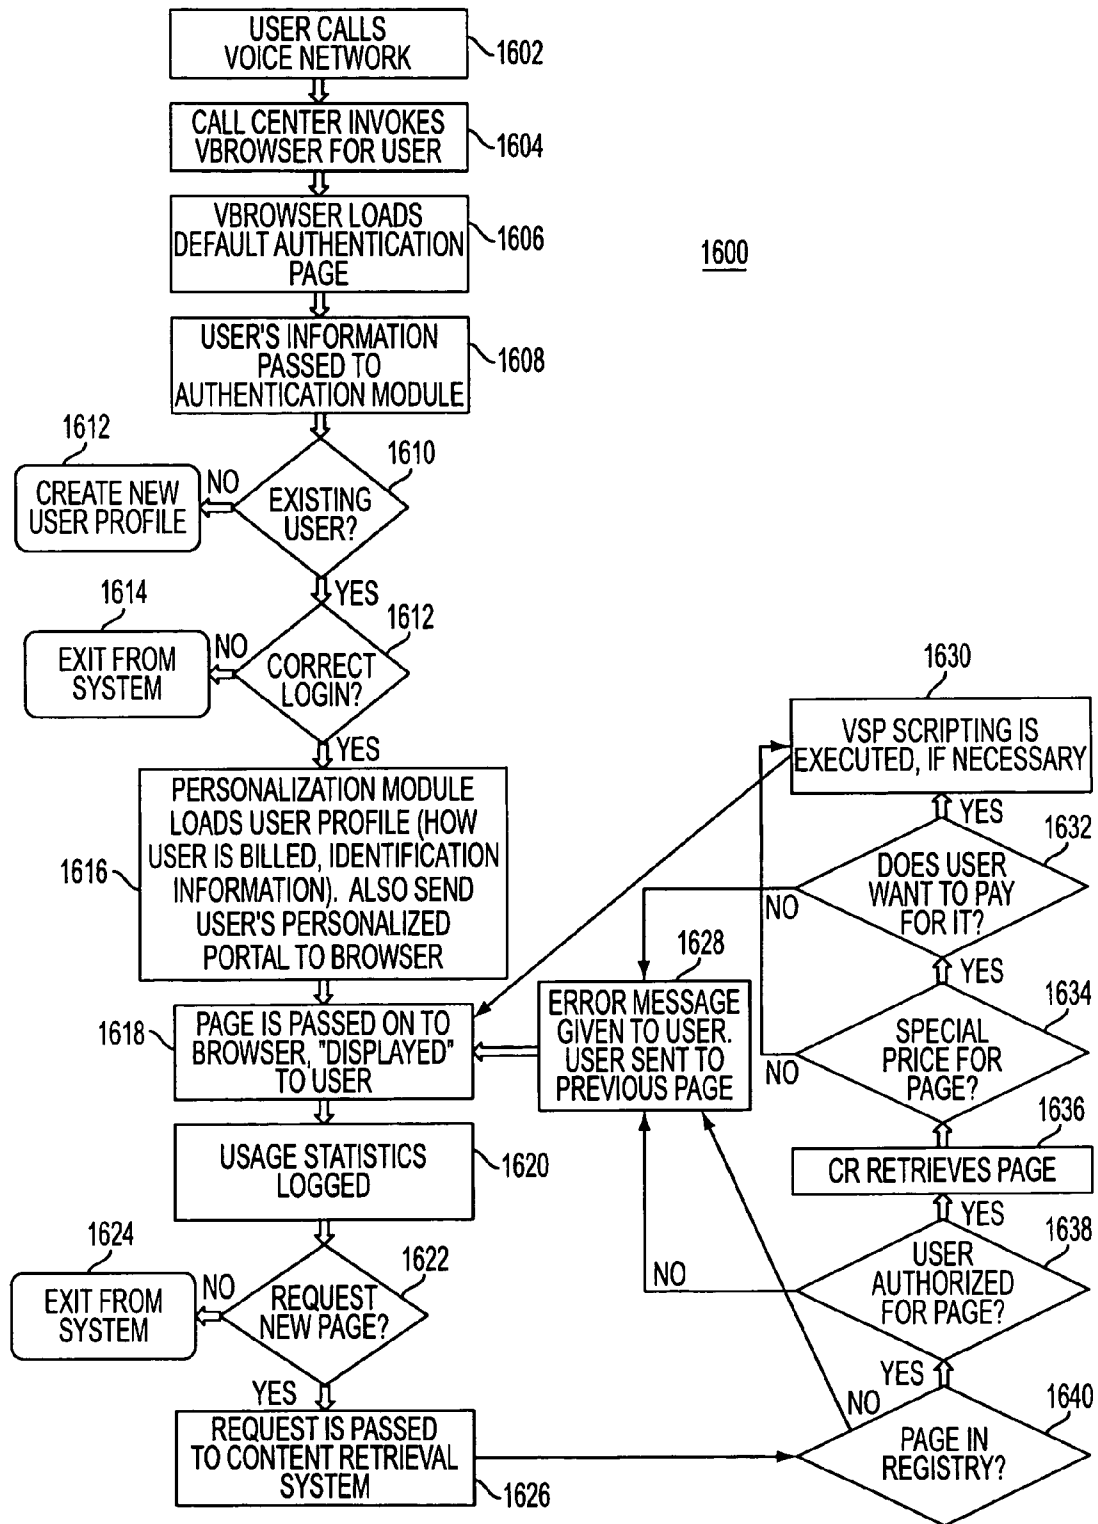 USER CALLS
VOICE NETWORK
1602
CALL CENTER INVOKES
VBROWSER FOR USER
1604
VBROWSER LOADS
DEFAULT AUTHENTICATION
PAGE
1606
1600
USER'S INFORMATION
PASSED TO
AUTHENTICATION MODULE
1608
1612
CREATE NEW
USER PROFILE
NO
1610
EXISTING
USER?
YES
1614
EXIT FROM
SYSTEM
NO
1612
CORRECT
LOGIN?
YES
1616
PERSONALIZATION MODULE
LOADS USER PROFILE (HOW
USER IS BILLED, IDENTIFICATION
INFORMATION). ALSO SEND
USER'S PERSONALIZED
PORTAL TO BROWSER
1618
PAGE IS PASSED ON TO
BROWSER, "DISPLAYED"
TO USER
USAGE STATISTICS
LOGGED
1620
1624
EXIT FROM
SYSTEM
NO
1622
REQUEST
NEW PAGE?
YES
REQUEST IS PASSED
TO CONTENT RETRIEVAL
SYSTEM
1626
1628
ERROR MESSAGE
GIVEN TO USER.
USER SENT TO
PREVIOUS PAGE
1630
VSP SCRIPTING IS
EXECUTED, IF NECESSARY
YES
1632
DOES USER
WANT TO PAY
FOR IT?
NO
YES
1634
SPECIAL
PRICE FOR
PAGE?
NO
1636
CR RETRIEVES PAGE
YES
1638
USER
AUTHORIZED
FOR PAGE?
NO
YES
NO
1640
PAGE IN
REGISTRY?